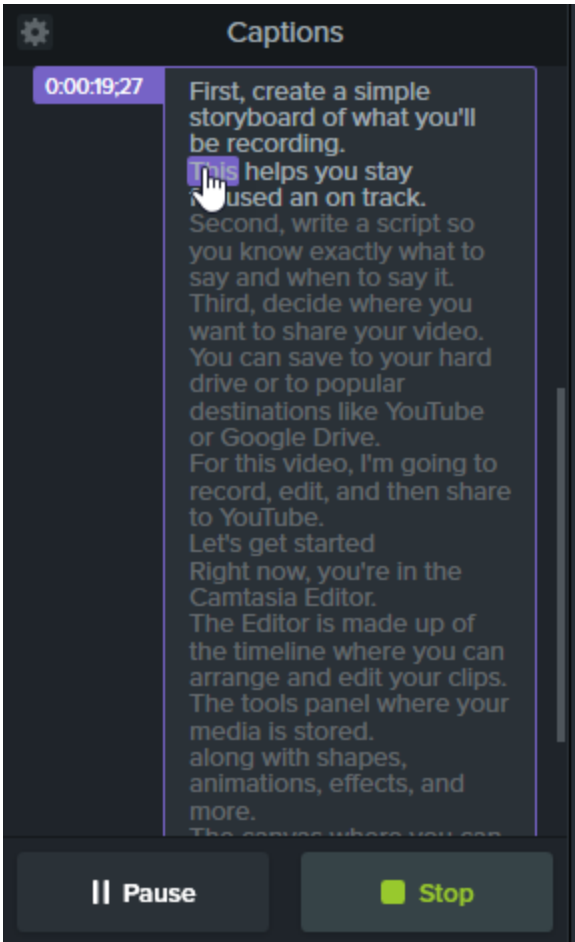 Captions
0:00:19;27
First, create a simple
storyboard of what you'll
be recording.
This helps you stay
used an on track.
Second, write a script so
you know exactly what to
say and when to say it.
Third, decide where you
want to share your video.
You can save to your hard
drive or to popular
destinations like YouTube
or Google Drive.
For this video, I'm going to
record, edit, and then share
to YouTube.
Let's get started
Right now, you're in the
Camtasia Editor.
The Editor is made up of
the timeline where you can
arrange and edit your clips.
The tools panel where your
media is stored.
along with shapes,
animations, effects, and
more.
The canvas where you can
Pause
Stop